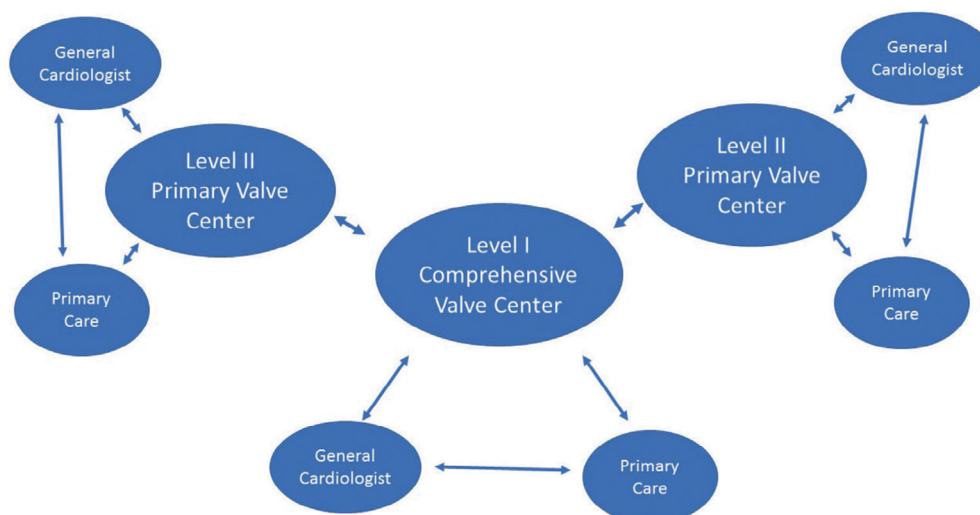 General
Cardiologist
Level II
Primary Valve
Center
Primary
Care
Level I
Comprehensive
Valve Center
General
Cardiologist
Level II
Primary Valve
Center
Primary
Care
General
Cardiologist
Primary
Care